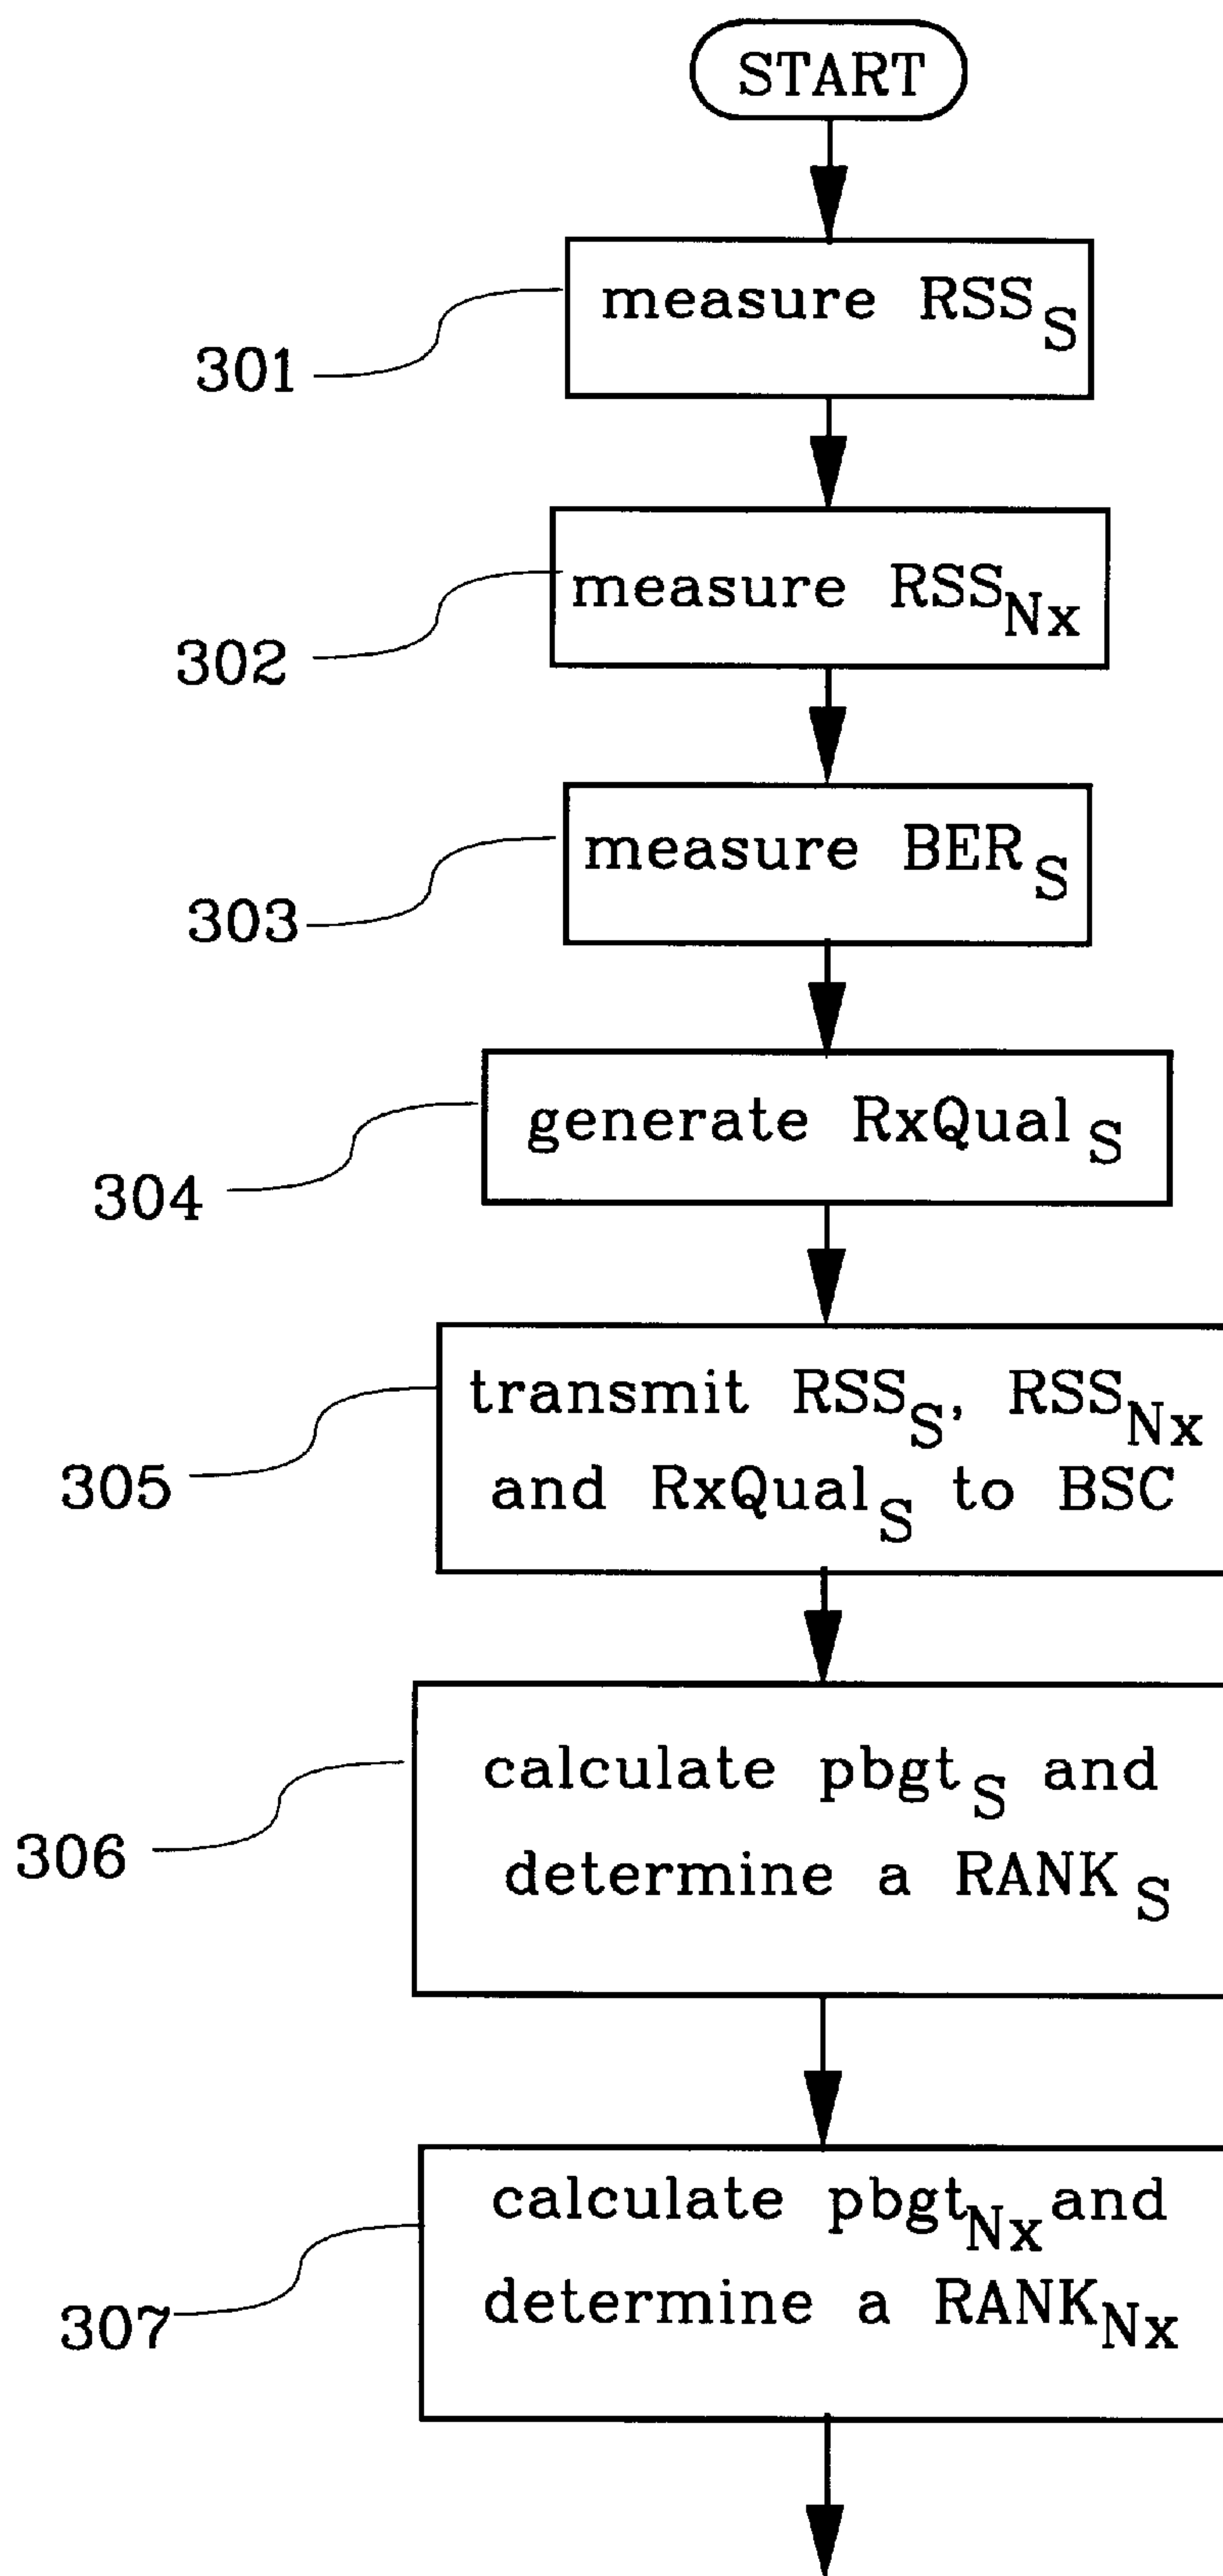 START
measure RSS_S
301
measure RSS_Nx
302
measure BER_S
303
generate RxQual_S
304
transmit RSS_S, RSS_Nx
and RxQual_S to BSC
305
calculate pbgt_S and
determine a RANK_S
306
calculate pbgt_Nx and
determine a RANK_Nx
307